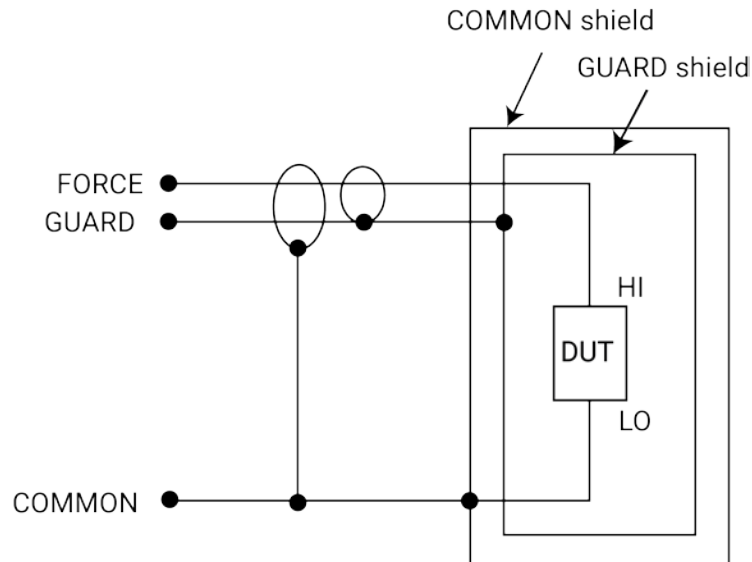 COMMON shield
GUARD shield
FORCE
GUARD
HI
DUT
LO
COMMON